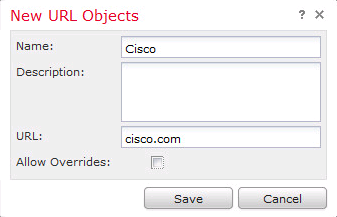 New URL Objects ? ×
Name: Cisco
Description:
URL: cisco.com
Allow Overrides:
Save Cancel